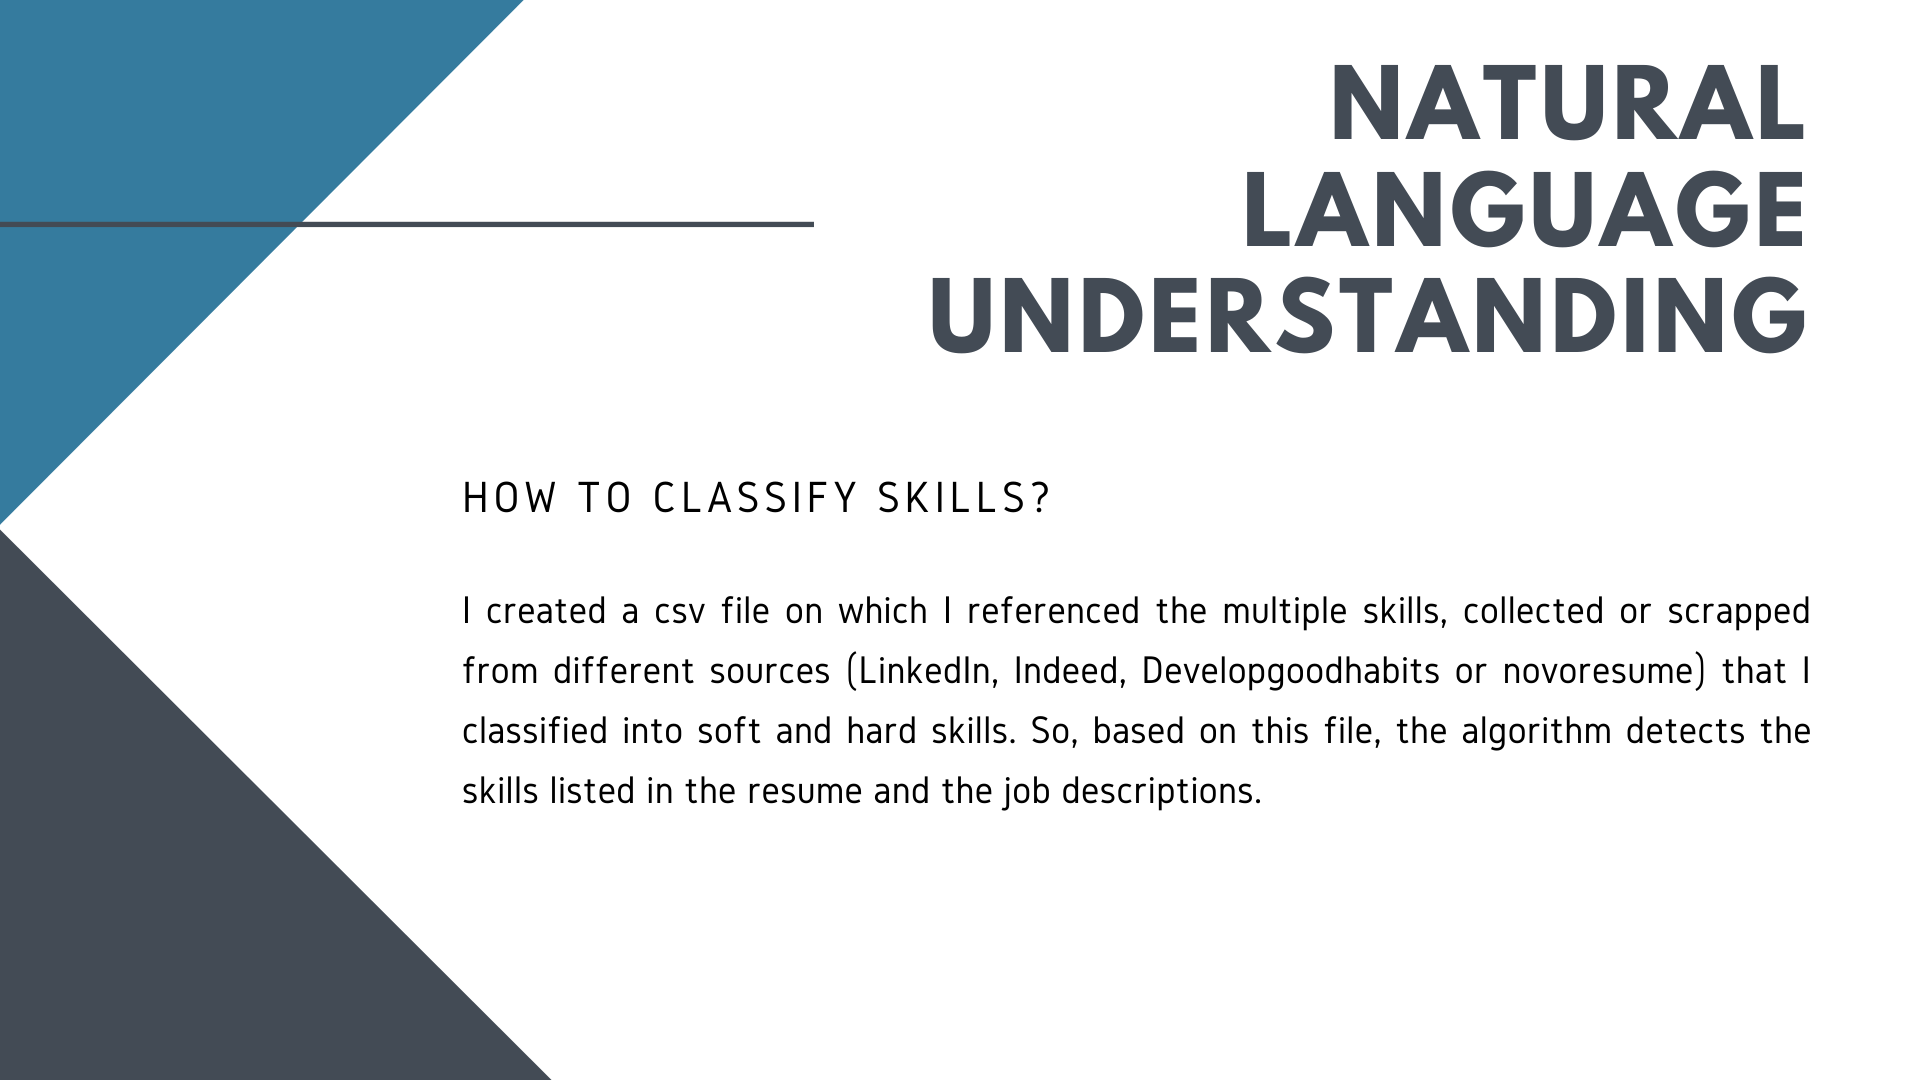 NATURAL
LANGUAGE
UNDERSTANDING
HOW TO CLASSIFY SKILLS?
I created a csv file on which I referenced the multiple skills, collected or scrapped
from different sources (LinkedIn, Indeed, Developgoodhabits or novoresume) that I
classified into soft and hard skills. So, based on this file, the algorithm detects the
skills listed in the resume and the job descriptions.